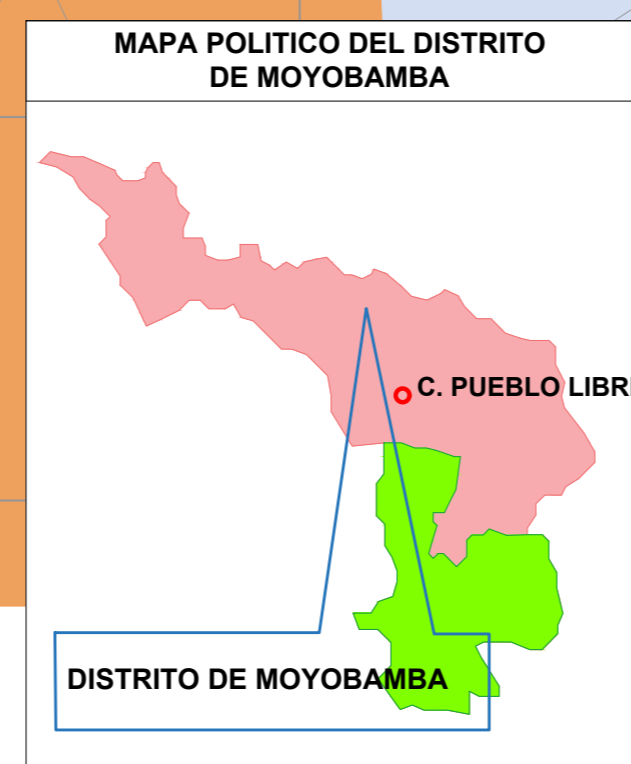 MAPA POLITICO DEL DISTRITO
DE MOYOBAMBA
C. PUEBLO LIBR
DISTRITO DE MOYOBAMBA